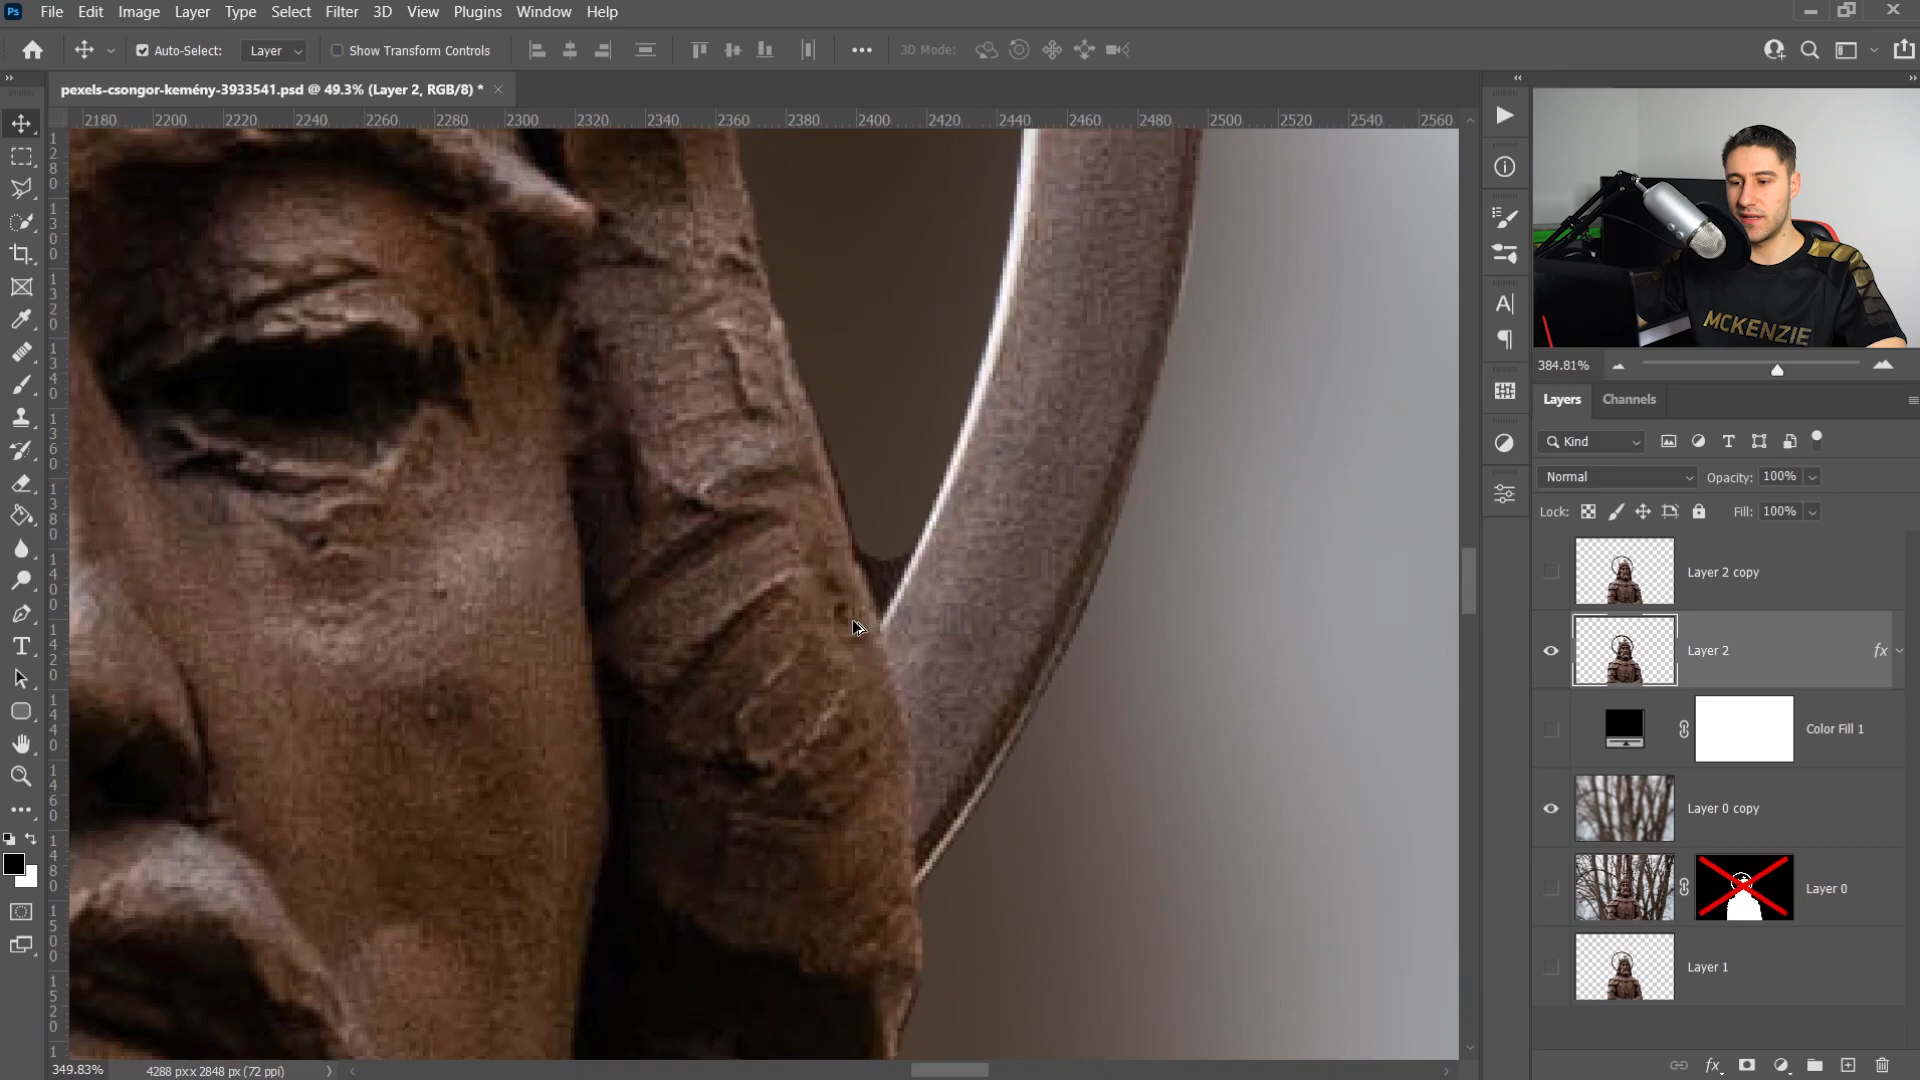 Ps File Edit Image Layer Type Select Filter 3D View Plugins Window Help
Auto-Select: Layer Show Transform Controls 3D Mode:
pexels-csongor-kemény-3933541.psd @ 49.3% (Layer 2, RGB/8) *
2180 2200 2220 2240 2260 2280 2300 2320 2340 2360 2380 2400 2420 2440 2460 2480 2500 2520 2540 2560
MCKENZIE
384.81%
Layers Channels
Kind
Normal Opacity: 100%
Lock: Fill: 100%
Layer 2 copy
Layer 2 fx
Color Fill 1
Layer 0 copy
Layer 0
Layer 1
349.83% 4288 px x 2848 px (72 ppi)
fx